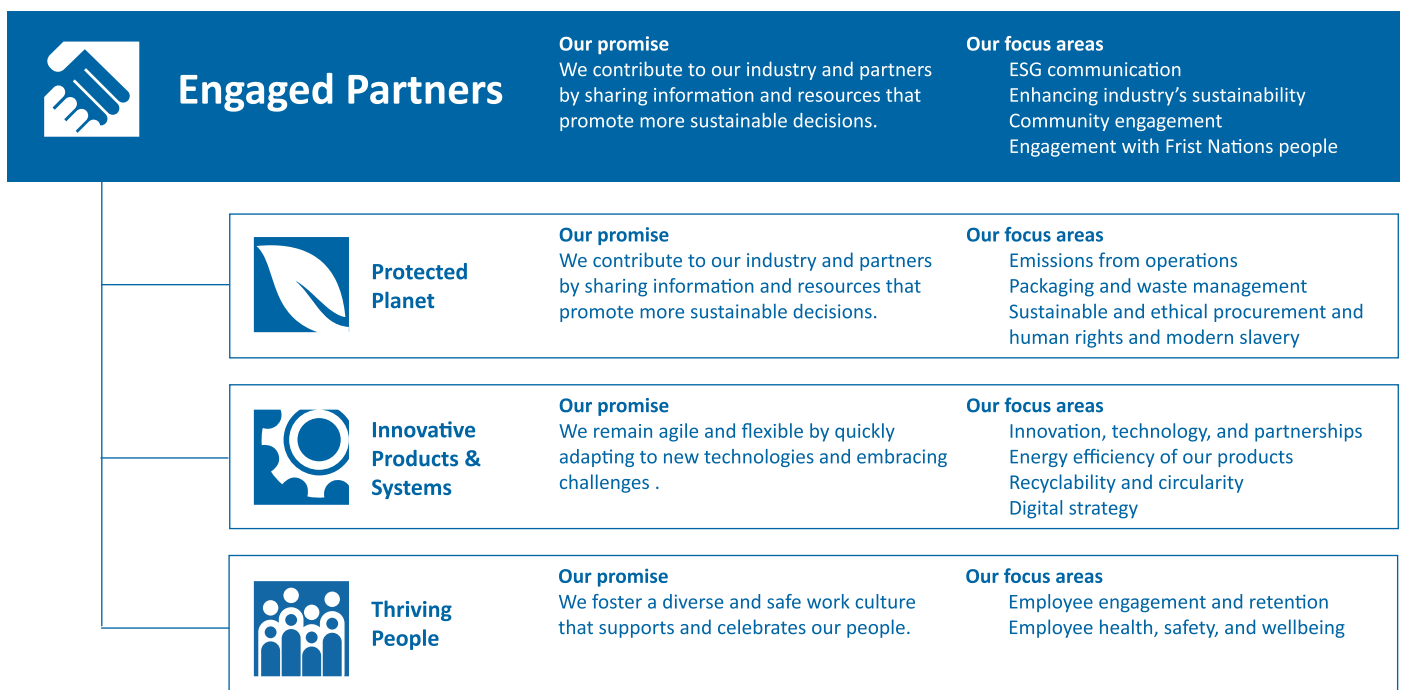 Engaged Partners
Our promise
We contribute to our industry and partners
by sharing information and resources that
promote more sustainable decisions.
Our focus areas
ESG communication
Enhancing industry’s sustainability
Community engagement
Engagement with Frist Nations people
Protected
Planet
Our promise
We contribute to our industry and partners
by sharing information and resources that
promote more sustainable decisions.
Our focus areas
Emissions from operations
Packaging and waste management
Sustainable and ethical procurement and
human rights and modern slavery
Innovative
Products &
Systems
Our promise
We remain agile and flexible by quickly
adapting to new technologies and embracing
challenges .
Our focus areas
Innovation, technology, and partnerships
Energy efficiency of our products
Recyclability and circularity
Digital strategy
Thriving
People
Our promise
We foster a diverse and safe work culture
that supports and celebrates our people.
Our focus areas
Employee engagement and retention
Employee health, safety, and wellbeing